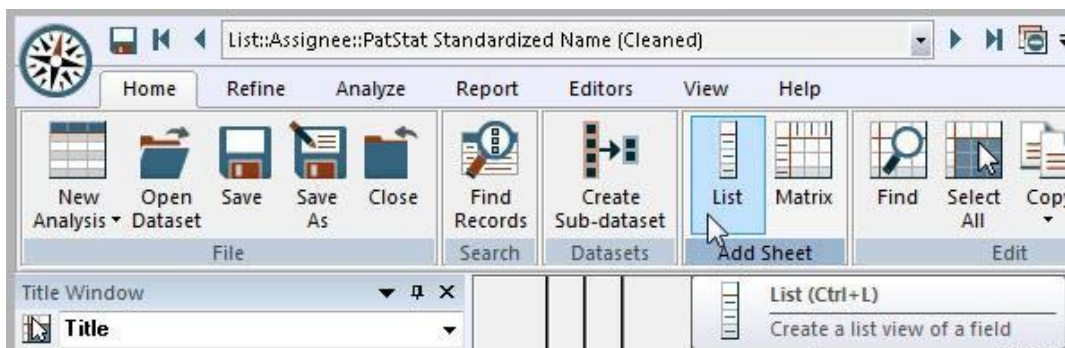 List::Assignee::PatStat Standardized Name (Cleaned)
Home Refine Analyze Report Editors View Help
New Analysis Open Dataset Save Save As Close Find Records Create Sub-dataset List Matrix Find Select All Copy
File Search Datasets Add Sheet Edit
Title Window
Title
List (Ctrl+L)
Create a list view of a field